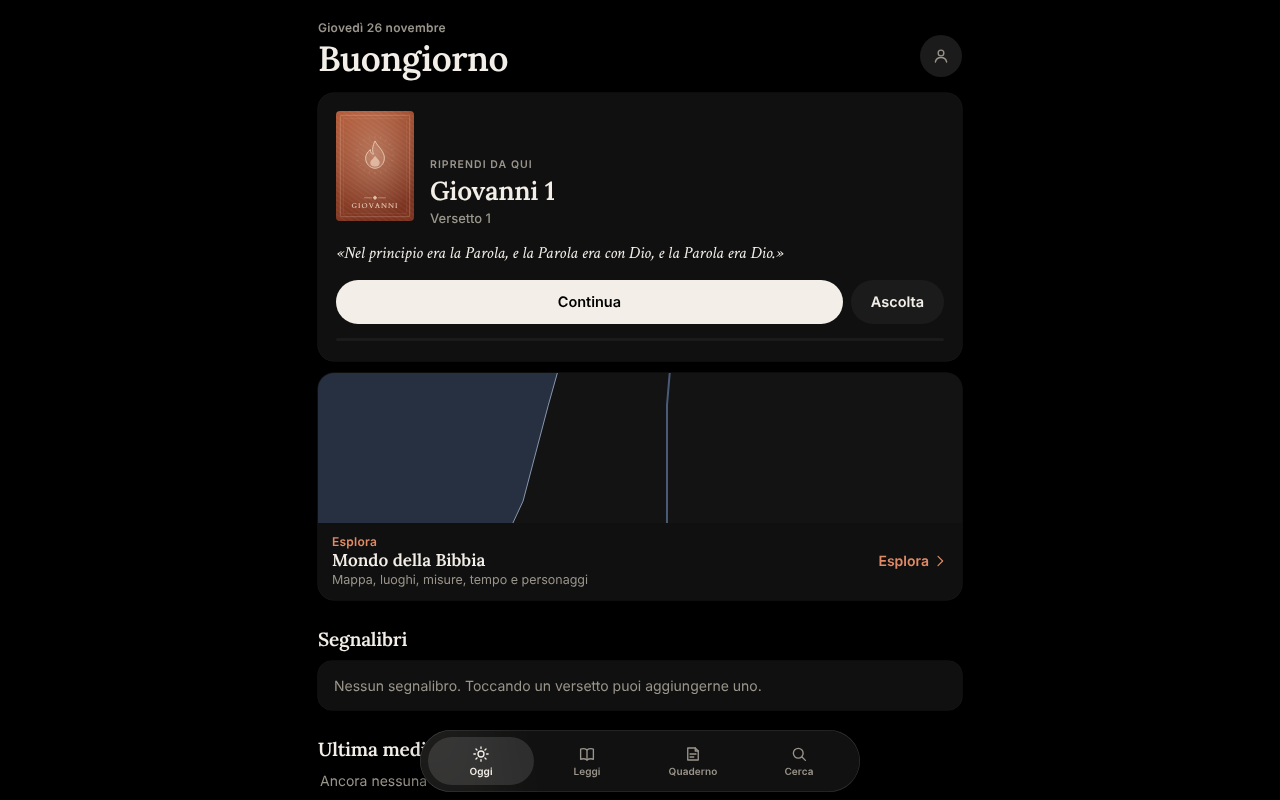 Giovedì 26 novembre
Buongiorno
GIOVANNI
RIPRENDI DA QUI
Giovanni 1
Versetto 1
«Nel principio era la Parola, e la Parola era con Dio, e la Parola era Dio.»
Continua
Ascolta
Esplora
Mondo della Bibbia
Mappa, luoghi, misure, tempo e personaggi
Esplora
Segnalibri
Nessun segnalibro. Toccando un versetto puoi aggiungerne uno.
Ultima medi
Ancora nessuna
Oggi
Leggi
Quaderno
Cerca